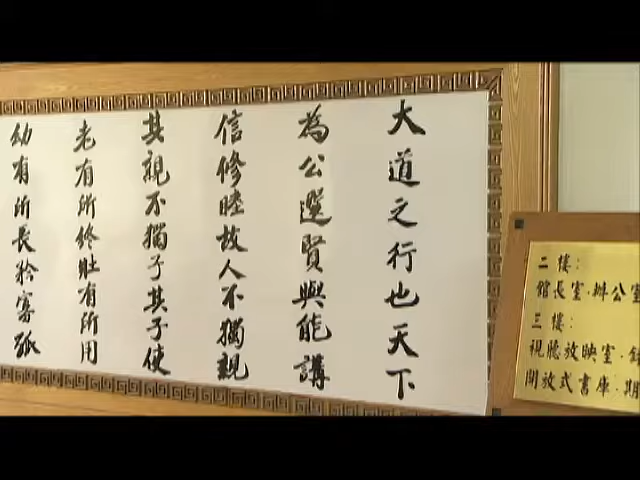 大道之行也天下
為公選賢與能講
信修睦故人不獨親
其親不獨子其子使
老有所終壯有所用
幼有所長矜寡孤
二樓：
館長室·辦公室
三樓：
視聽放映室·
開放式書庫·期